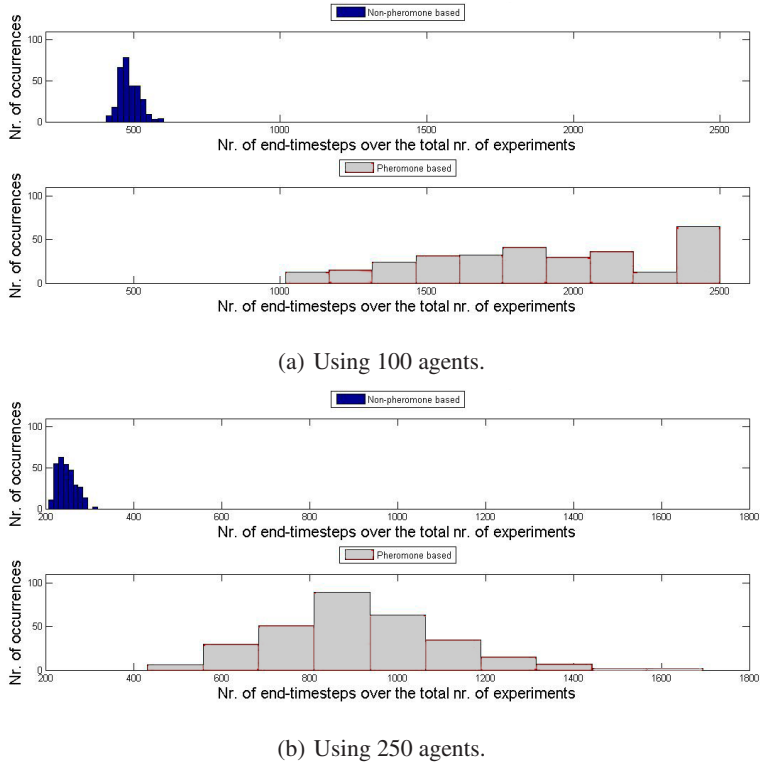 Non-pheromone based
Nr. of occurrences
100
50
0
500 1000 1500 2000 2500
Nr. of end-timesteps over the total nr. of experiments
Pheromone based
Nr. of occurrences
100
50
0
500 1000 1500 2000 2500
Nr. of end-timesteps over the total nr. of experiments
(a) Using 100 agents.
Non-pheromone based
Nr. of occurrences
100
50
0
200 400 600 800 1000 1200 1400 1600 1800
Nr. of end-timesteps over the total nr. of experiments
Pheromone based
Nr. of occurrences
100
50
0
200 400 600 800 1000 1200 1400 1600 1800
Nr. of end-timesteps over the total nr. of experiments
(b) Using 250 agents.